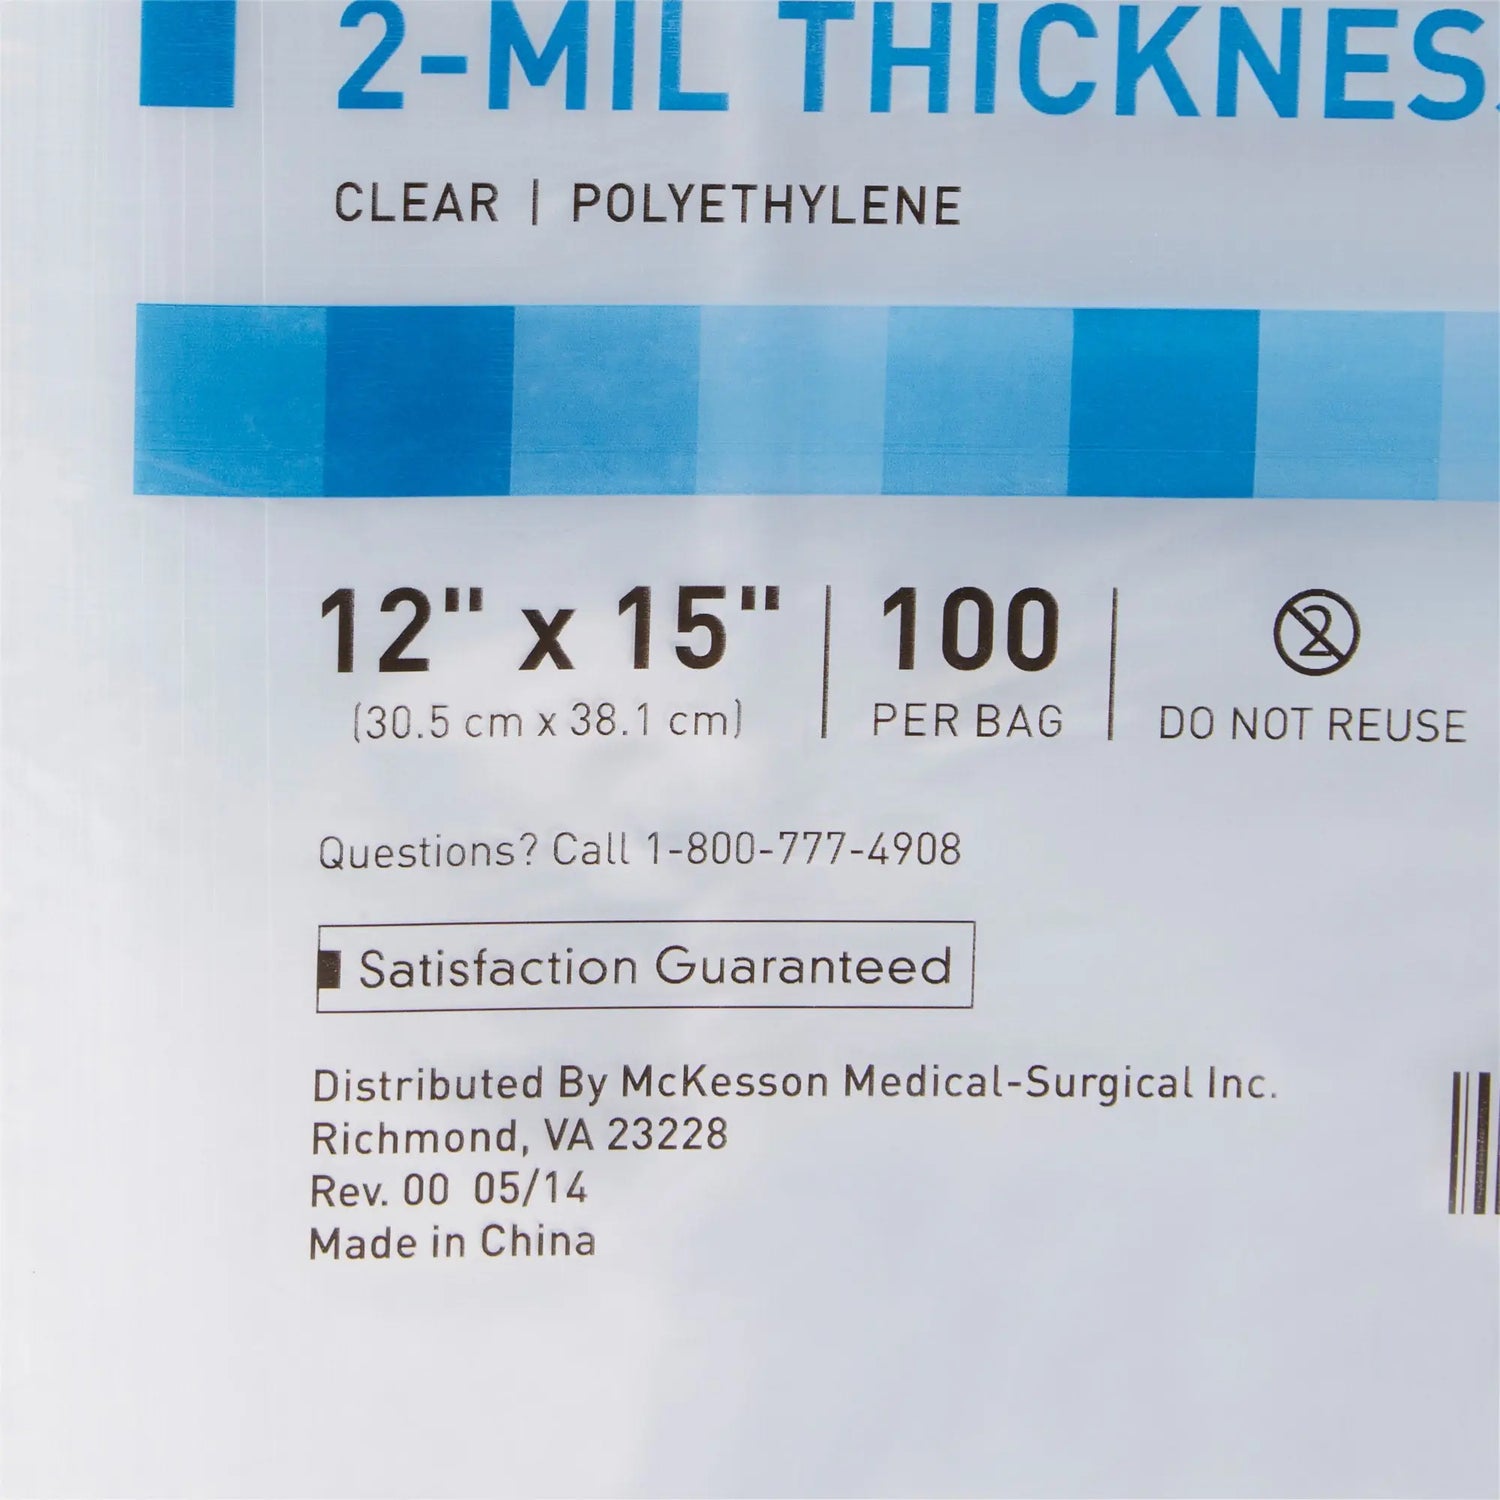 2-MIL THICKNES
CLEAR | POLYETHYLENE
12" x 15" | 100 | 2
(30.5 cm x 38.1 cm) PER BAG DO NOT REUSE
Questions? Call 1-800-777-4908
Satisfaction Guaranteed
Distributed By McKesson Medical-Surgical Inc.
Richmond, VA 23228
Rev. 00 05/14
Made in China